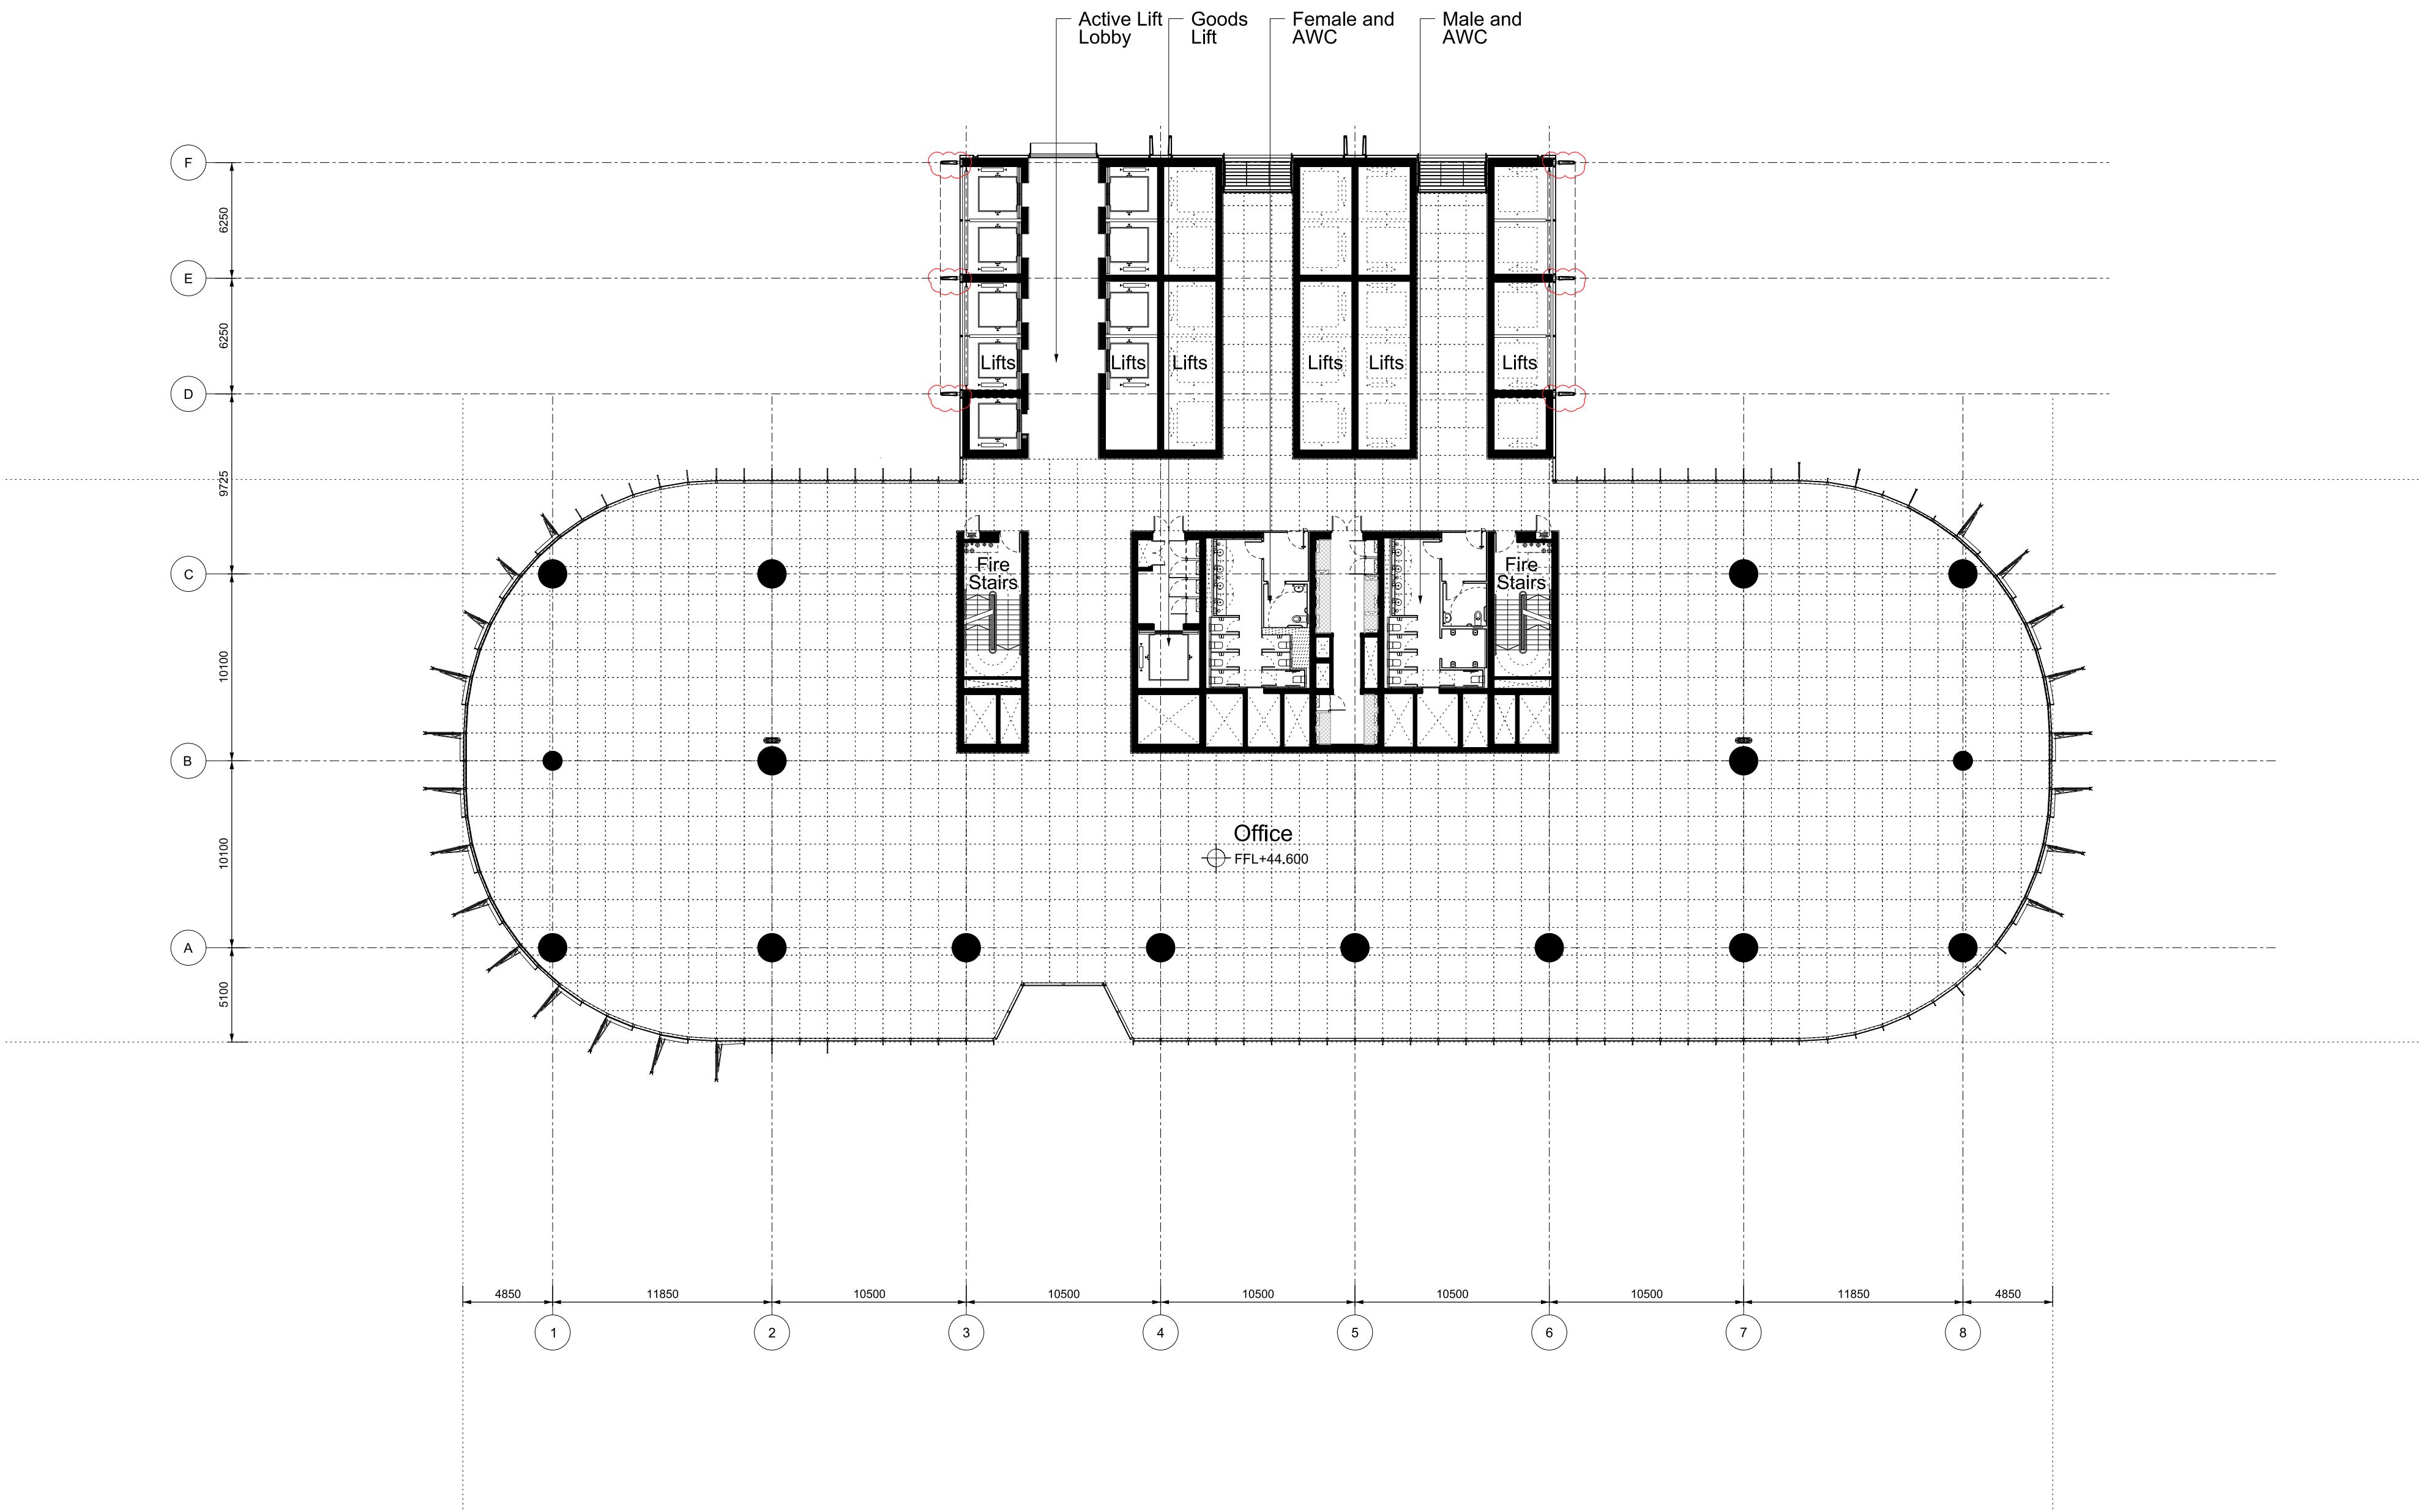 Active Lift
Lobby
Goods
Lift
Female and
AWC
Male and
AWC
F
6250
E
6250
Lifts
Lifts
Lifts
Lifts
Lifts
Lifts
D
9725
C
Fire
Stairs
Fire
Stairs
10100
B
10100
Office
FFL+44.600
A
5100
4850
11850
10500
10500
10500
10500
10500
11850
4850
1
2
3
4
5
6
7
8